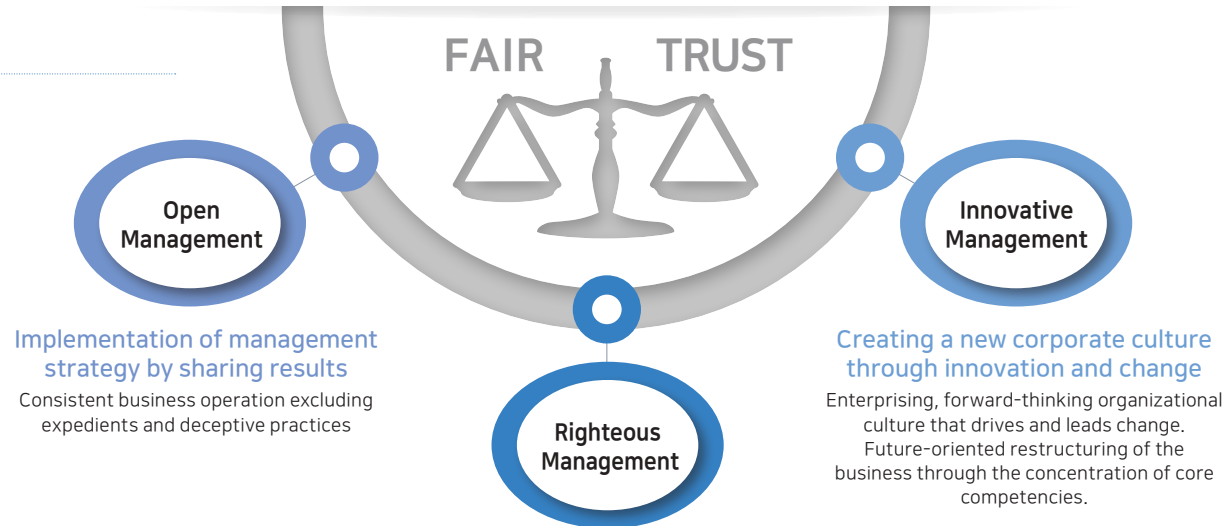 FAIR TRUST
Open
Management
Implementation of management
strategy by sharing results
Consistent business operation excluding
expedients and deceptive practices
Righteous
Management
Innovative
Management
Creating a new corporate culture
through innovation and change
Enterprising, forward-thinking organizational
culture that drives and leads change.
Future-oriented restructuring of the
business through the concentration of core
competencies.